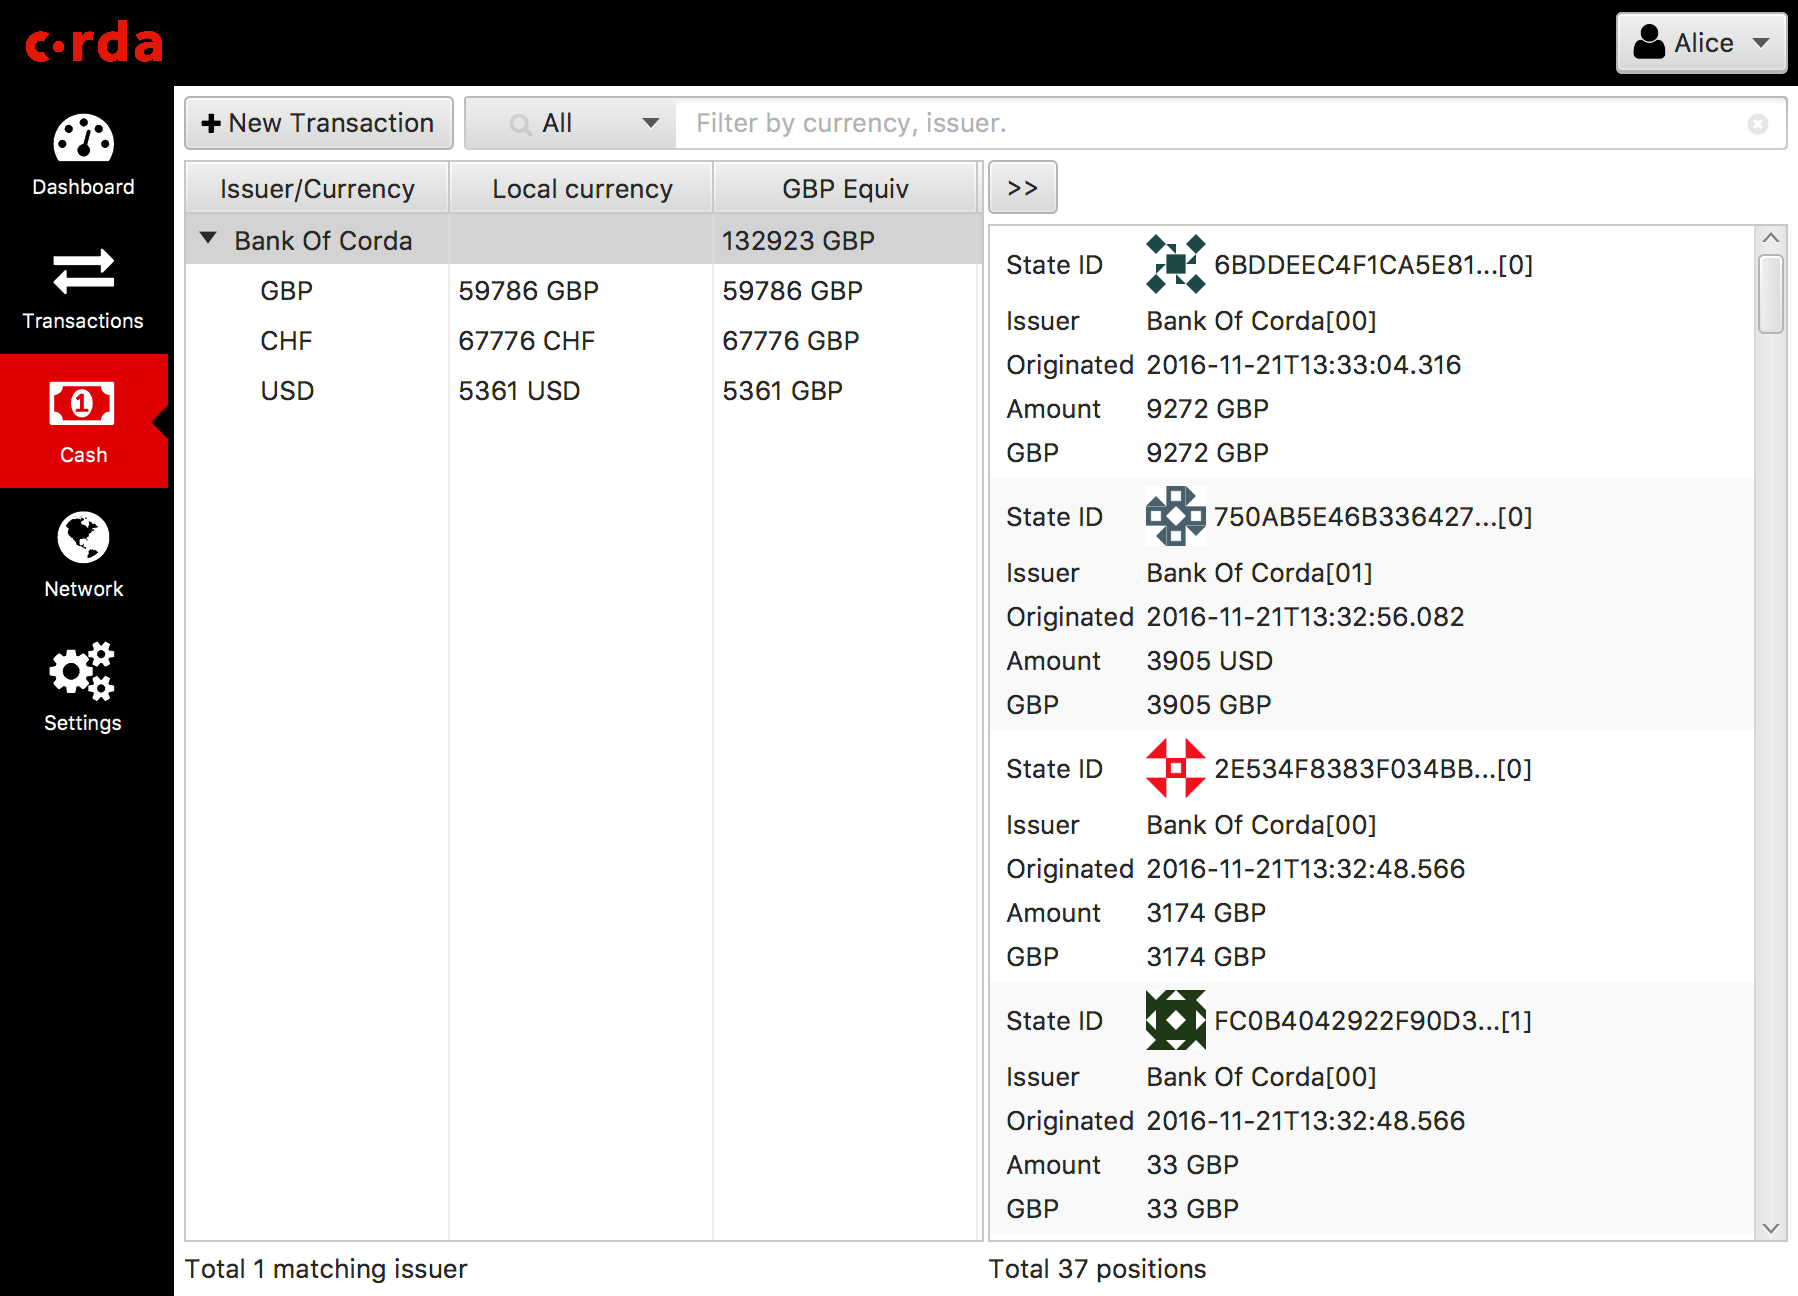 corda
Alice
Dashboard
Transactions
Cash
Network
Settings
New Transaction
All
Filter by currency, issuer.
Issuer/Currency Local currency GBP Equiv
Bank Of Corda 132923 GBP
GBP 59786 GBP 59786 GBP
CHF 67776 CHF 67776 GBP
USD 5361 USD 5361 GBP
Total 1 matching issuer
>>
State ID 6BDDEEC4F1CA5E81...[0]
Issuer Bank Of Corda[00]
Originated 2016-11-21T13:33:04.316
Amount 9272 GBP
GBP 9272 GBP
State ID 750AB5E46B336427...[0]
Issuer Bank Of Corda[01]
Originated 2016-11-21T13:32:56.082
Amount 3905 USD
GBP 3905 GBP
State ID 2E534F8383F034BB...[0]
Issuer Bank Of Corda[00]
Originated 2016-11-21T13:32:48.566
Amount 3174 GBP
GBP 3174 GBP
State ID FC0B4042922F90D3...[1]
Issuer Bank Of Corda[00]
Originated 2016-11-21T13:32:48.566
Amount 33 GBP
GBP 33 GBP
Total 37 positions